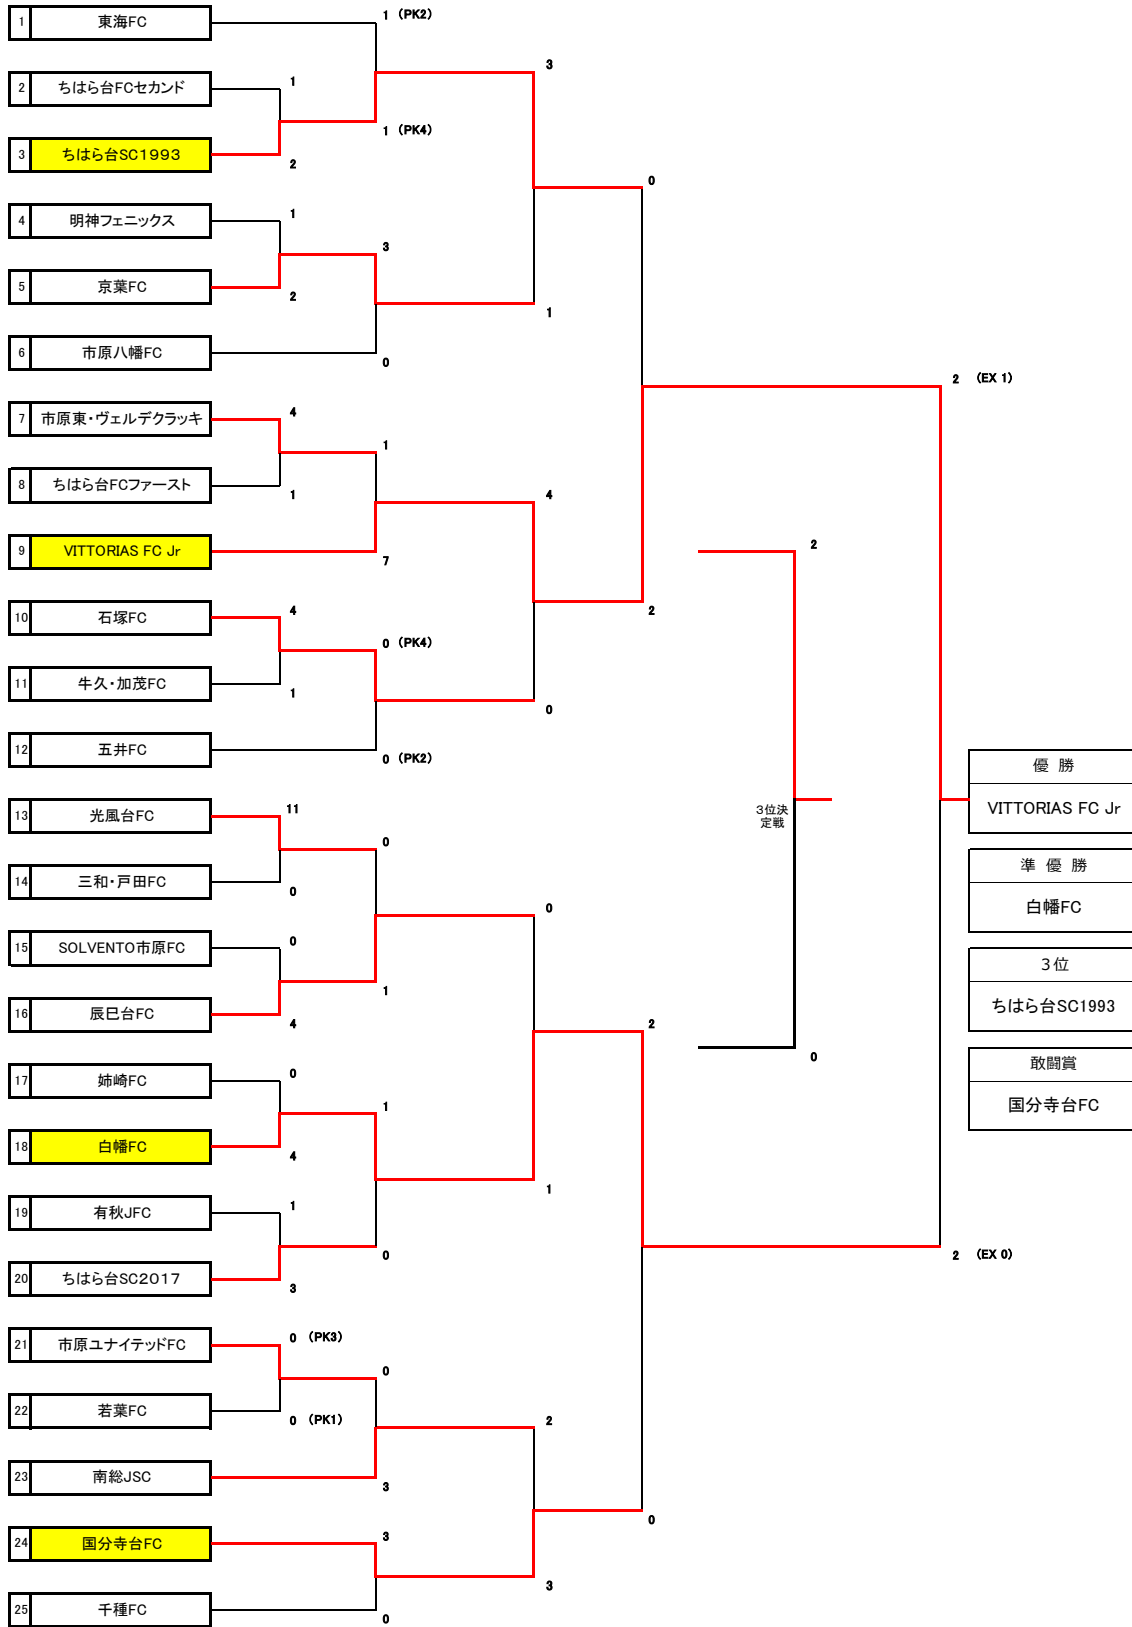 1 東海FC
1 (PK2)
3
2 ちはら台FCセカンド
1
1 (PK4)
3 ちはら台SC1993
2
0
4 明神フェニックス
1
3
5 京葉FC
2
1
6 市原八幡FC
0
2 (EX 1)
7 市原東・ヴェルデクラッキ
4
1
8 ちはら台FCファースト
1
4
9 VITTORIAS FC Jr
7
2
10 石塚FC
4
2
0 (PK4)
11 牛久・加茂FC
1
0
12 五井FC
0 (PK2)
優 勝
VITTORIAS FC Jr
13 光風台FC
11
3位決
定戦
0
準 優 勝
白幡FC
14 三和・戸田FC
0
0
15 SOLVENTO市原FC
0
3位
ちはら台SC1993
1
16 辰巳台FC
4
2
0
敢闘賞
国分寺台FC
17 姉崎FC
0
1
18 白幡FC
4
1
19 有秋JFC
1
0
2 (EX 0)
20 ちはら台SC2017
3
21 市原ユナイテッドFC
0 (PK3)
0
22 若葉FC
0 (PK1)
2
23 南総JSC
3
0
24 国分寺台FC
3
3
25 千種FC
0